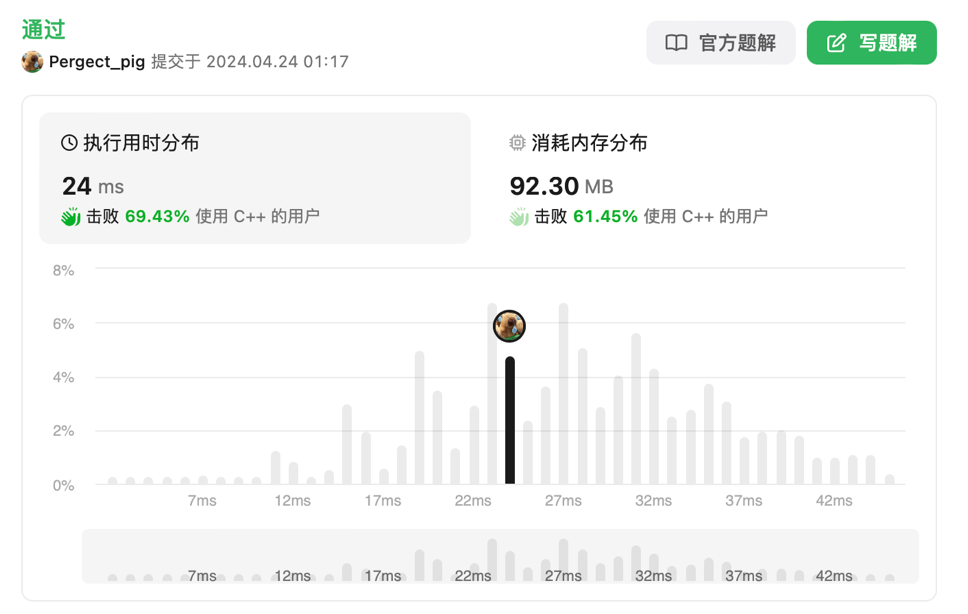 通过
Pergect_pig 提交于 2024.04.24 01:17
官方题解
写题解
执行用时分布
24 ms
击败 69.43% 使用 C++ 的用户
消耗内存分布
92.30 MB
击败 61.45% 使用 C++ 的用户
8%
6%
4%
2%
0%
7ms 12ms 17ms 22ms 27ms 32ms 37ms 42ms
7ms 12ms 17ms 22ms 27ms 32ms 37ms 42ms